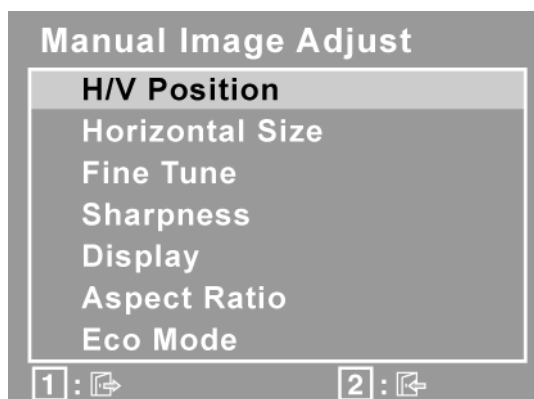 Manual Image Adjust
H/V Position
Horizontal Size
Fine Tune
Sharpness
Display
Aspect Ratio
Eco Mode
1 : 2 :